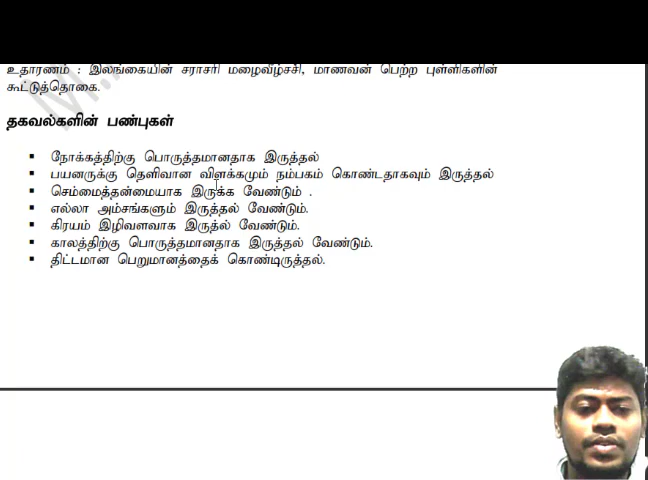 உதாரணம் : இலங்கையின் சராசரி மழைவீழ்ச்சி, மாணவன் பெற்ற புள்ளிகளின்
கூட்டுத்தொகை.
தகவல்களின் பண்புகள்
▪ நோக்கத்திற்கு பொருத்தமானதாக இருத்தல்
▪ பயனருக்கு தெளிவான விளக்கமும் நம்பகம் கொண்டதாகவும் இருத்தல்
▪ செம்மைத்தன்மையாக இருக்க வேண்டும் .
▪ எல்லா அம்சங்களும் இருத்தல் வேண்டும்.
▪ கிரயம் இழிவளவாக இருத்ல் வேண்டும்.
▪ காலத்திற்கு பொருத்தமானதாக இருத்தல் வேண்டும்.
▪ திட்டமான பெறுமானத்தைக் கொண்டிருத்தல்.